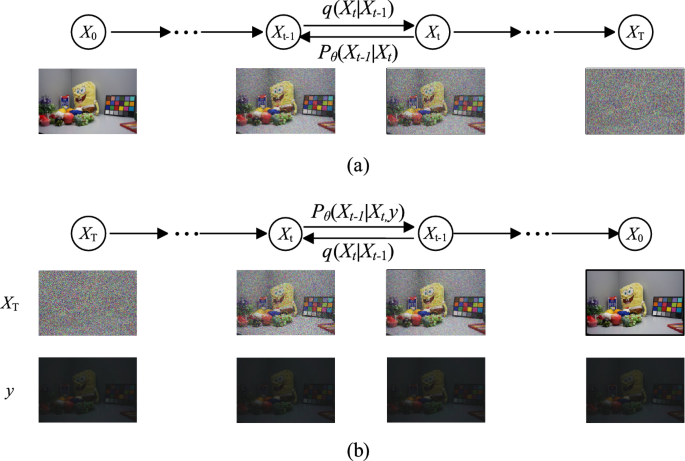 q(Xt|Xt-1)
X0 Xt-1 Xt XT
Pθ(Xt-1|Xt)
(a)
Pθ(Xt-1|Xt,y)
XT Xt Xt-1 X0
q(Xt|Xt-1)
XT
y
(b)